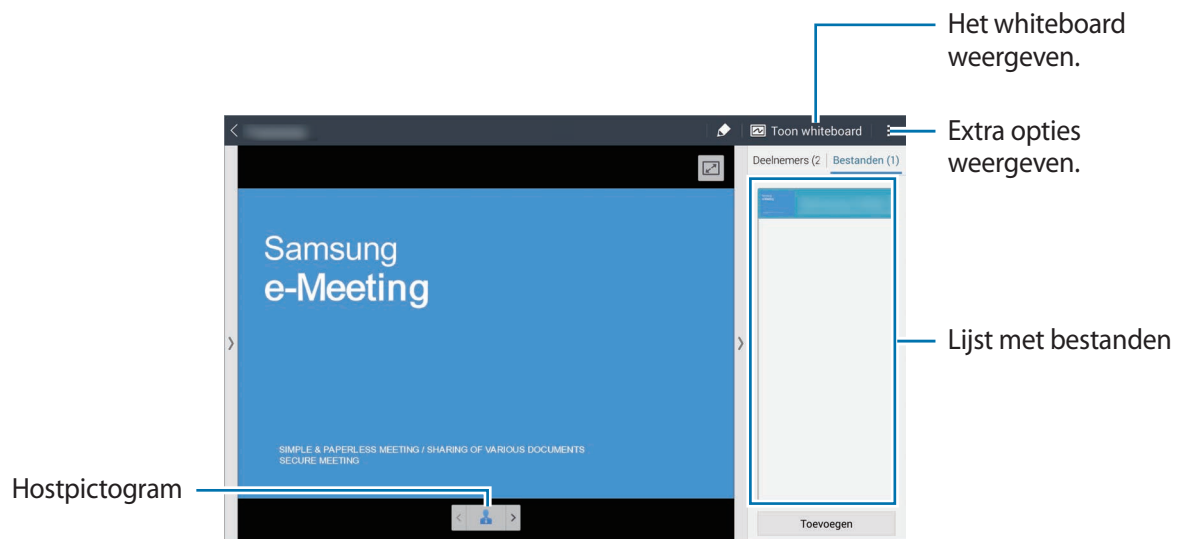 Het whiteboard
weergeven.
Toon whiteboard
Extra opties
weergeven.
Deelnemers (2
Bestanden (1)
Samsung
e-Meeting
Lijst met bestanden
SIMPLE & PAPERLESS MEETING / SHARING OF VARIOUS DOCUMENTS
SECURE MEETING
Hostpictogram
Toevoegen